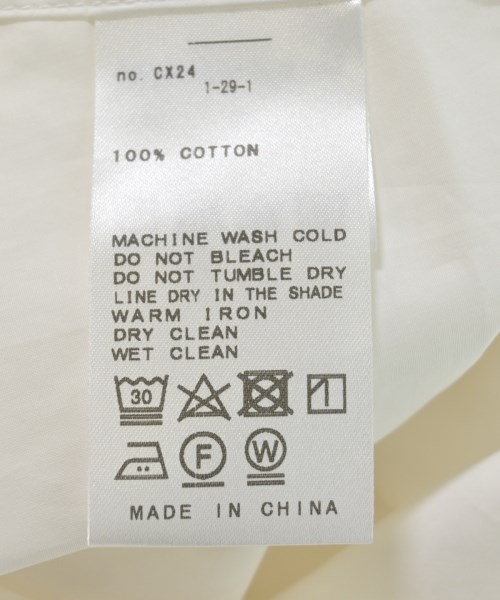 no. CX24
1-29-1
100% COTTON
MACHINE WASH COLD
DO NOT BLEACH
DO NOT TUMBLE DRY
LINE DRY IN THE SHADE
WARM IRON
DRY CLEAN
WET CLEAN
30
F W
MADE IN CHINA